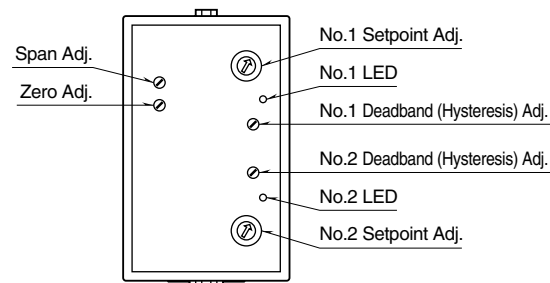 Span Adj.
Zero Adj.
No.1 Setpoint Adj.
No.1 LED
No.1 Deadband (Hysteresis) Adj.
No.2 Deadband (Hysteresis) Adj.
No.2 LED
No.2 Setpoint Adj.